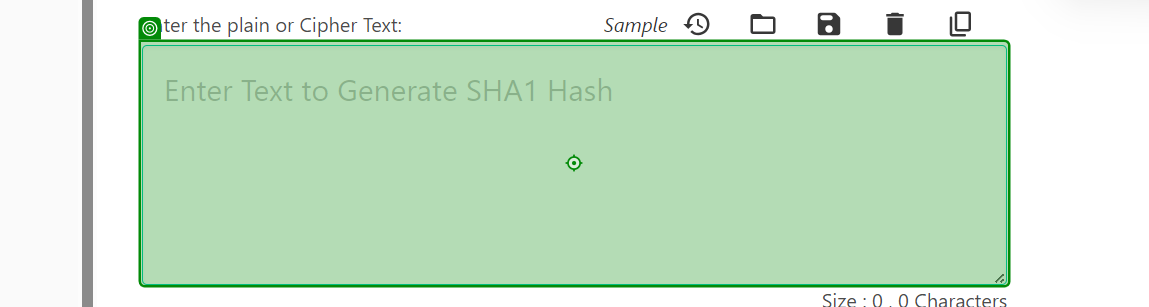 ter the plain or Cipher Text:
Sample
Enter Text to Generate SHA1 Hash
Size : 0 , 0 Characters